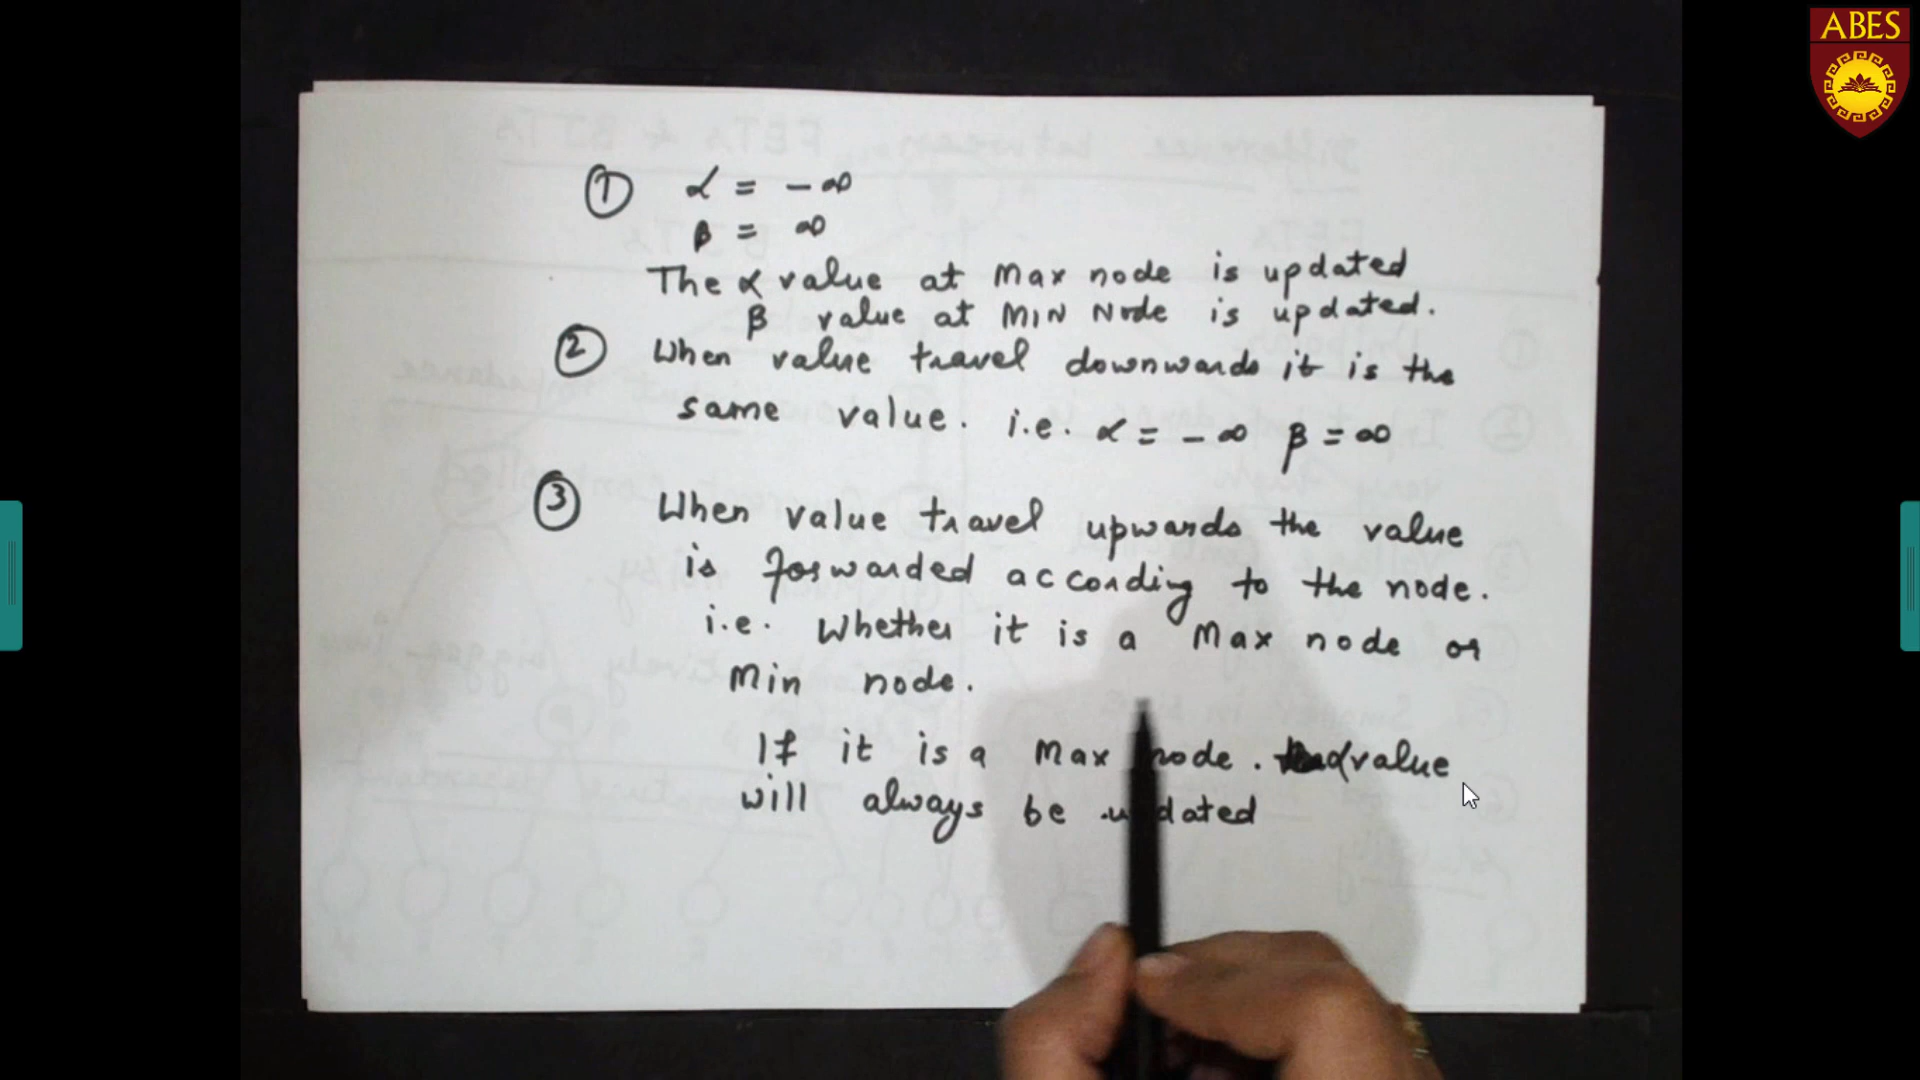 ABES
① α = -∞
β = ∞
The α value at Max node is updated
β value at MIN Node is updated.
② When value travel downwards it is the
same value. i.e. α = -∞ β = ∞
③ When value travel upwards the value
is forwarded according to the node.
i.e. Whether it is a Max node or
Min node.
If it is a Max node. α value
will always be updated